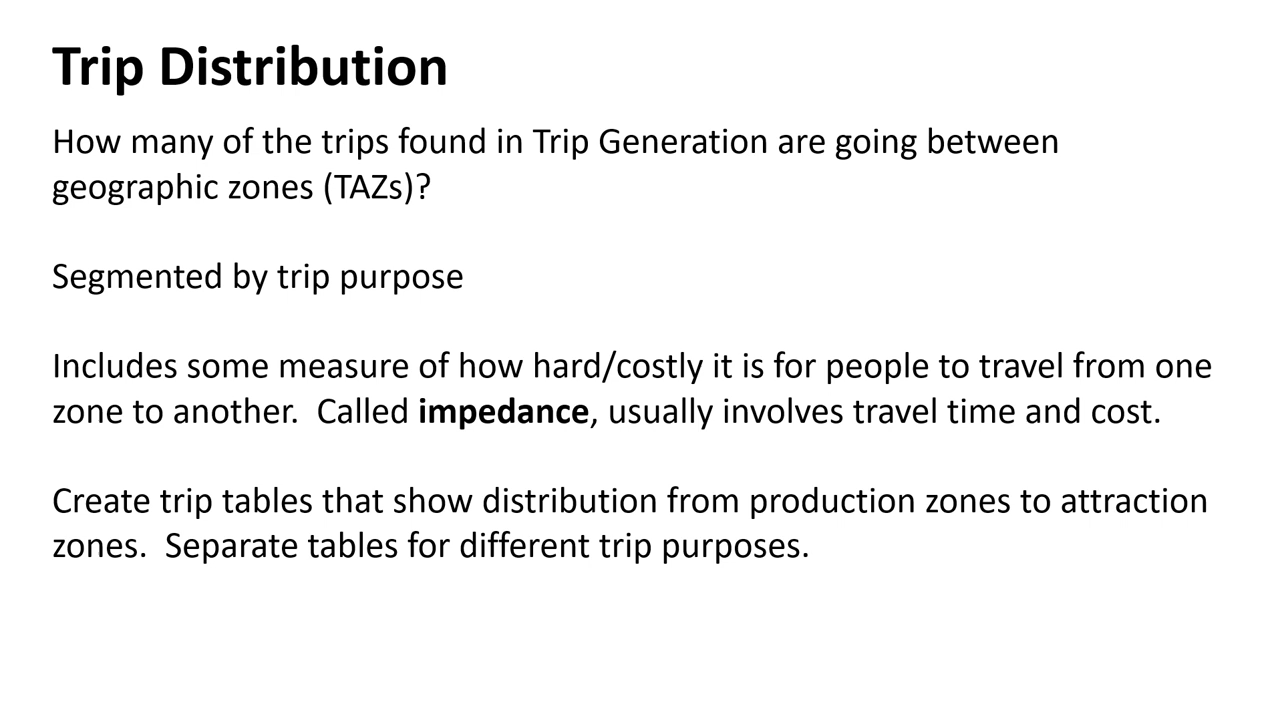 Trip Distribution
How many of the trips found in Trip Generation are going between
geographic zones (TAZs)?
Segmented by trip purpose
Includes some measure of how hard/costly it is for people to travel from one
zone to another.  Called impedance, usually involves travel time and cost.
Create trip tables that show distribution from production zones to attraction
zones.  Separate tables for different trip purposes.